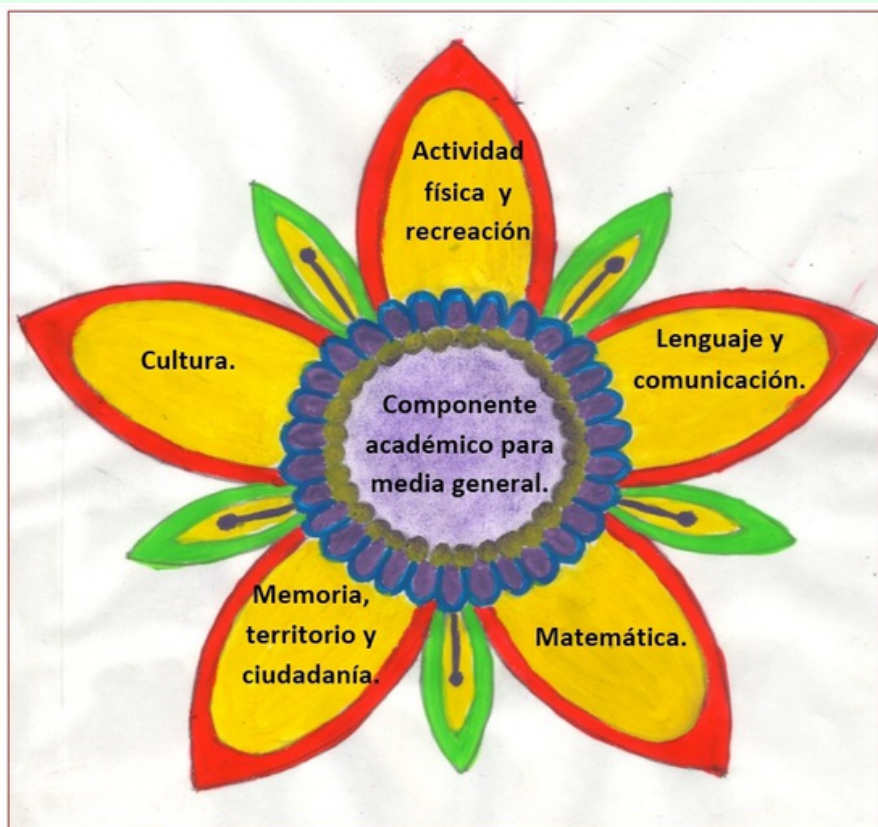 Actividad
física y
recreación
Lenguaje y
comunicación.
Cultura.
Componente
académico para
media general.
Memoria,
territorio y
ciudadanía.
Matemática.